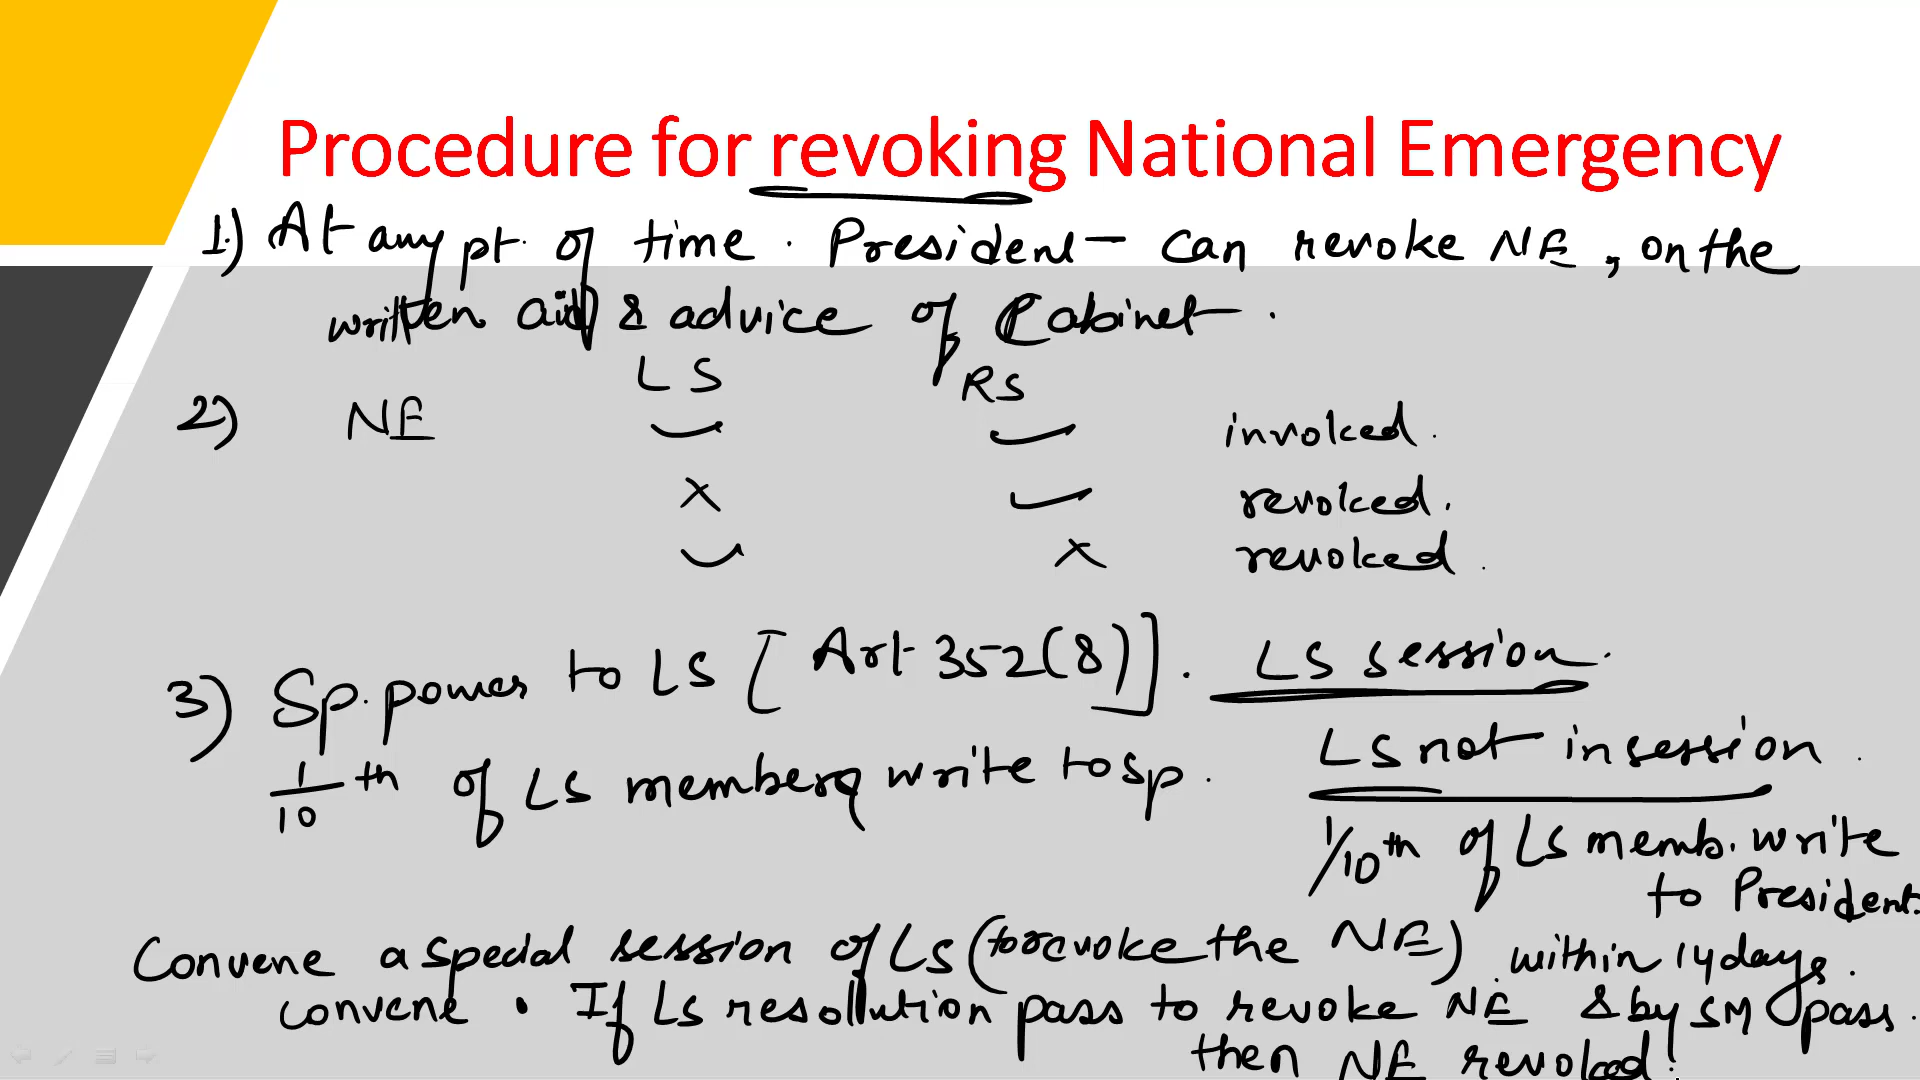 Procedure for revoking National Emergency
1) At any pt. of time. President can revoke NE, on the
written aid & advice of Cabinet.
LS RS
2) NE ✓ ✓ invoked.
× ✓ revoked.
✓ × revoked.
3) Sp. power to LS [Art 352(8)]. LS session.
1/10 th of LS members write to sp. LS not in session.
1/10th of LS memb. write
to President.
Convene a special session of LS (to revoke the NE) within 14 days.
convene. If LS resolution pass to revoke NE & by SM pass.
then NE revoked.